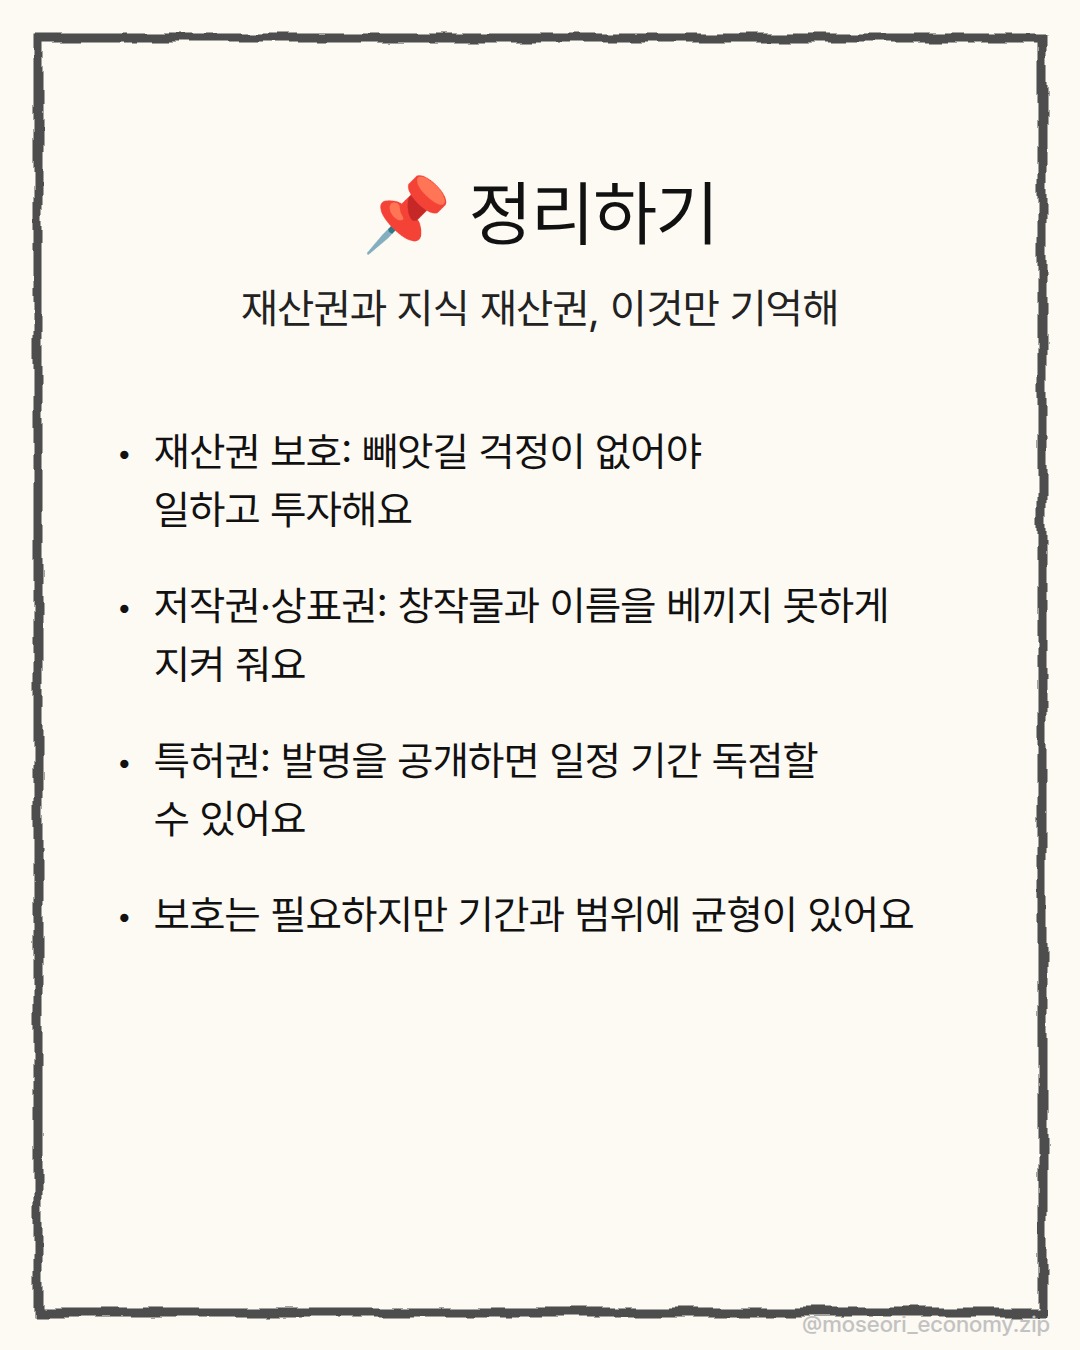 📌 정리하기
재산권과 지식 재산권, 이것만 기억해
• 재산권 보호: 빼앗길 걱정이 없어야
일하고 투자해요
• 저작권·상표권: 창작물과 이름을 베끼지 못하게
지켜 줘요
• 특허권: 발명을 공개하면 일정 기간 독점할
수 있어요
• 보호는 필요하지만 기간과 범위에 균형이 있어요
@moseori_economy.zip